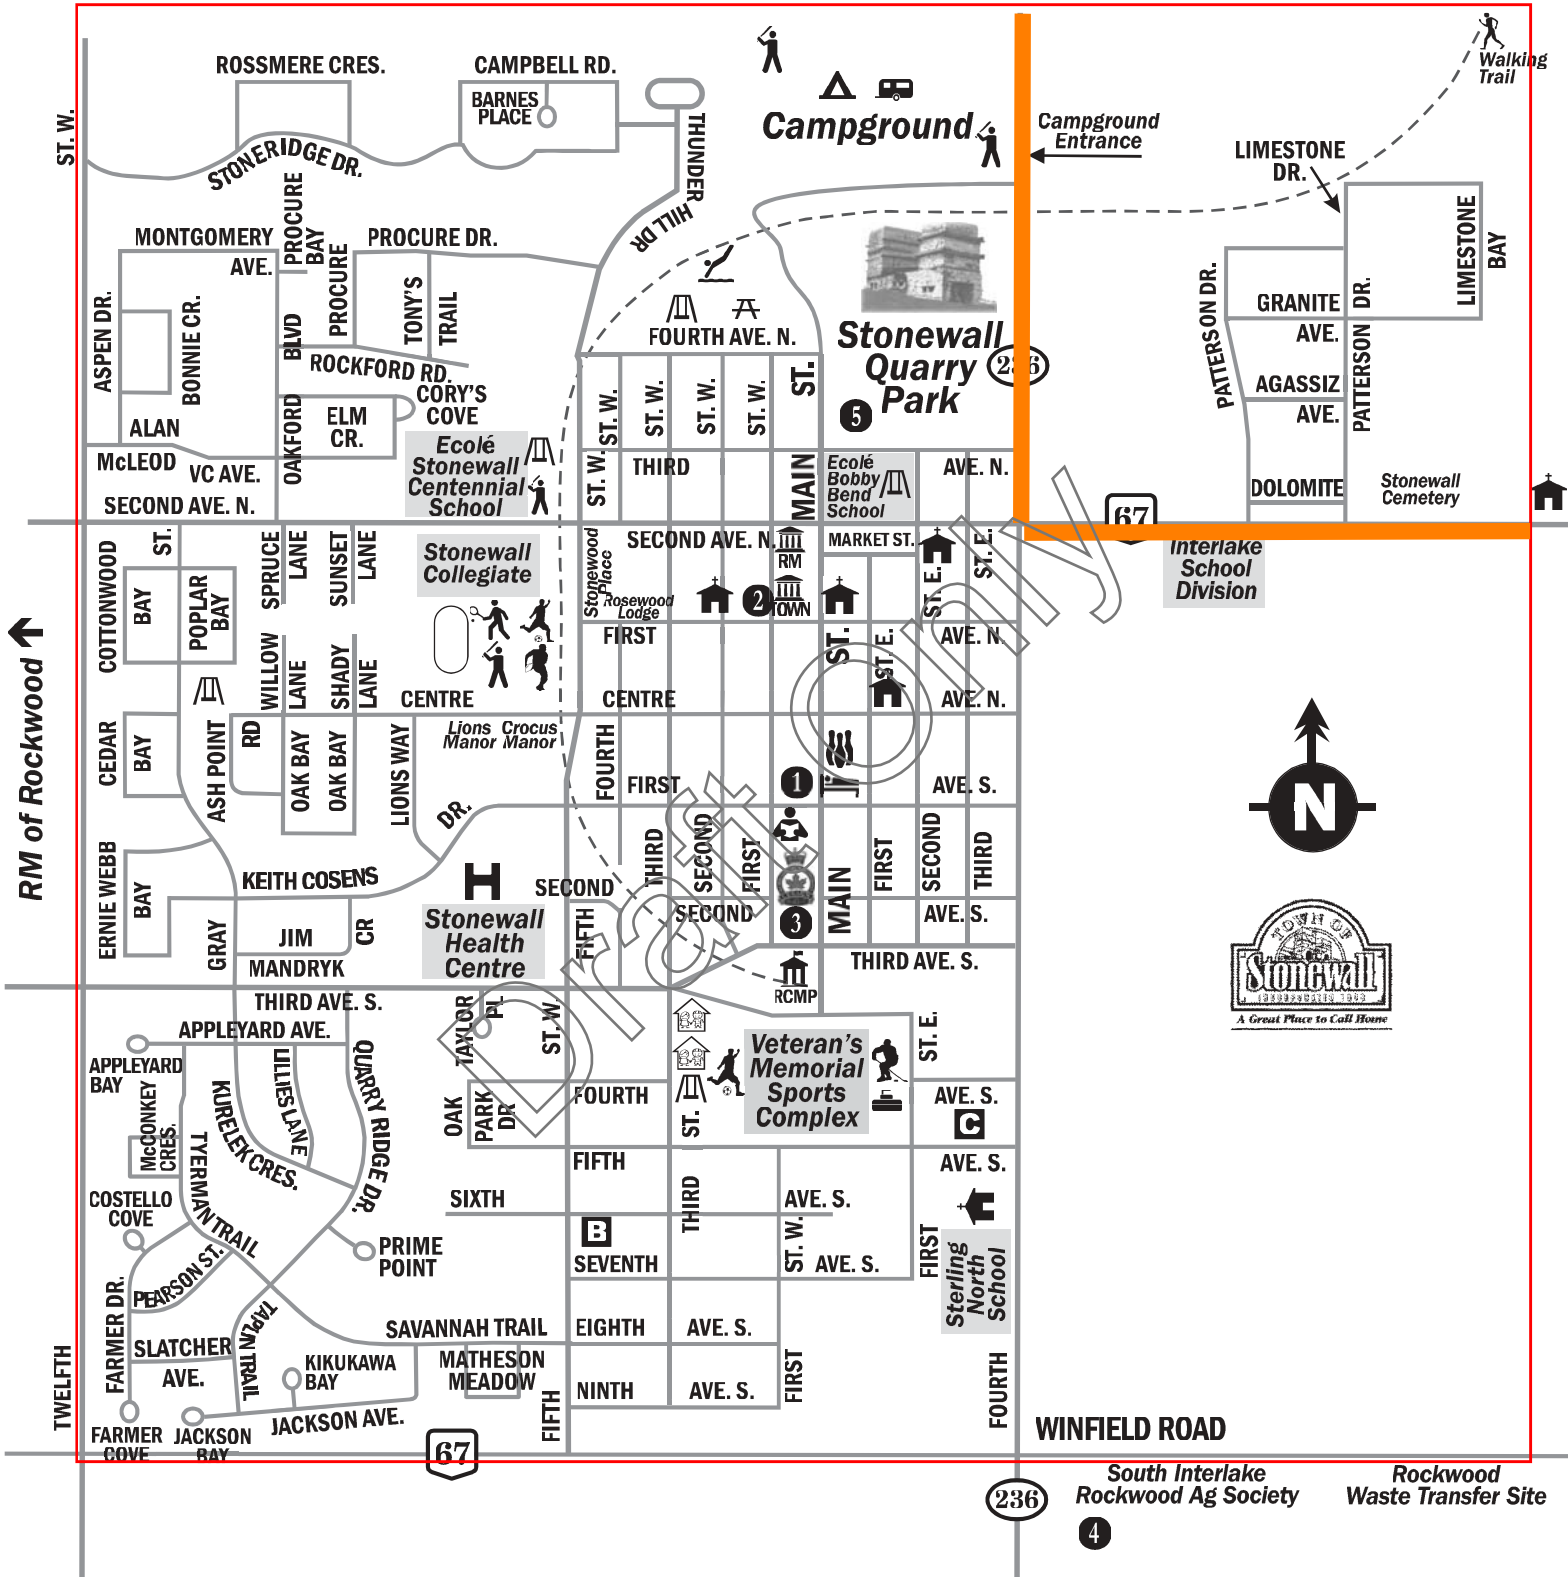 ROSSMERE CRES.
CAMPBELL RD.
BARNES
PLACE
ST. W.
STONERIDGE DR.
THUNDER
HILL DR
Campground
Campground
Entrance
Walking
Trail
LIMESTONE
DR.
LIMESTONE
BAY
MONTGOMERY
AVE.
PROCURE
BAY
PROCURE DR.
PROCURE
BLVD
TONY'S
TRAIL
ASPEN DR.
BONNIE CR.
ROCKFORD RD.
CORY'S
COVE
ELM
CR.
OAKFORD
ALAN
McLEOD
VC AVE.
SECOND AVE. N.
Ecolé
Stonewall
Centennial
School
FOURTH AVE. N.
ST. W.
ST. W.
ST. W.
ST. W.
ST. W.
ST.
MAIN
THIRD
AVE. N.
Stonewall
Quarry
Park
5
236
Ecolé
Bobby
Bend
School
PATTERSON DR.
GRANITE
AVE.
AGASSIZ
AVE.
PATTERSON
DR.
DOLOMITE
Stonewall
Cemetery
67
Interlake
School
Division
COTTONWOOD
BAY
ST.
POPLAR
BAY
SPRUCE
LANE
SUNSET
LANE
WILLOW
LANE
SHADY
LANE
Stonewall
Collegiate
Stonewood
Place
Rosewood
Lodge
SECOND AVE. N.
RM
2
TOWN
MARKET ST.
ST. E.
ST. E.
FIRST
AVE. N.
ST.
ST. E.
CENTRE
CENTRE
AVE. N.
RM of Rockwood
CEDAR
BAY
ASH POINT
RD
OAK BAY
OAK BAY
LIONS WAY
Lions
Manor
Crocus
Manor
FOURTH
FIRST
1
AVE. S.
DR.
KEITH COSENS
ERNIE WEBB
BAY
GRAY
JIM
MANDRYK
CR
Stonewall
Health
Centre
SECOND
FIFTH
THIRD
SECOND
FIRST
SECOND
3
MAIN
FIRST
SECOND
THIRD
AVE. S.
THIRD AVE. S.
RCMP
N
TOWN OF
Stonewall
INCORPORATED 1908
A Great Place to Call Home
Draft Only
THIRD AVE. S.
APPLEYARD AVE.
APPLEYARD
BAY
TAYLOR
PL
ST. W.
McCONKEY
CRES.
TYERMAN TRAIL
KURELEK CRES.
LILLIES LANE
QUARRY RIDGE DR.
OAK
PARK
DR
FOURTH
ST.
Veteran's
Memorial
Sports
Complex
ST. E.
AVE. S.
C
FIFTH
AVE. S.
COSTELLO
COVE
PEARSON ST.
PRIME
POINT
SIXTH
THIRD
AVE. S.
B
SEVENTH
ST. W.
AVE. S.
FIRST
Sterling
North
School
FARMER DR.
SLATCHER
AVE.
TAPLIN TRAIL
SAVANNAH TRAIL
EIGHTH
AVE. S.
KIKUKAWA
BAY
MATHESON
MEADOW
TWELFTH
FARMER
COVE
JACKSON
BAY
JACKSON AVE.
FIFTH
NINTH
AVE. S.
FIRST
FOURTH
WINFIELD ROAD
67
236
South Interlake
Rockwood Ag Society
4
Rockwood
Waste Transfer Site